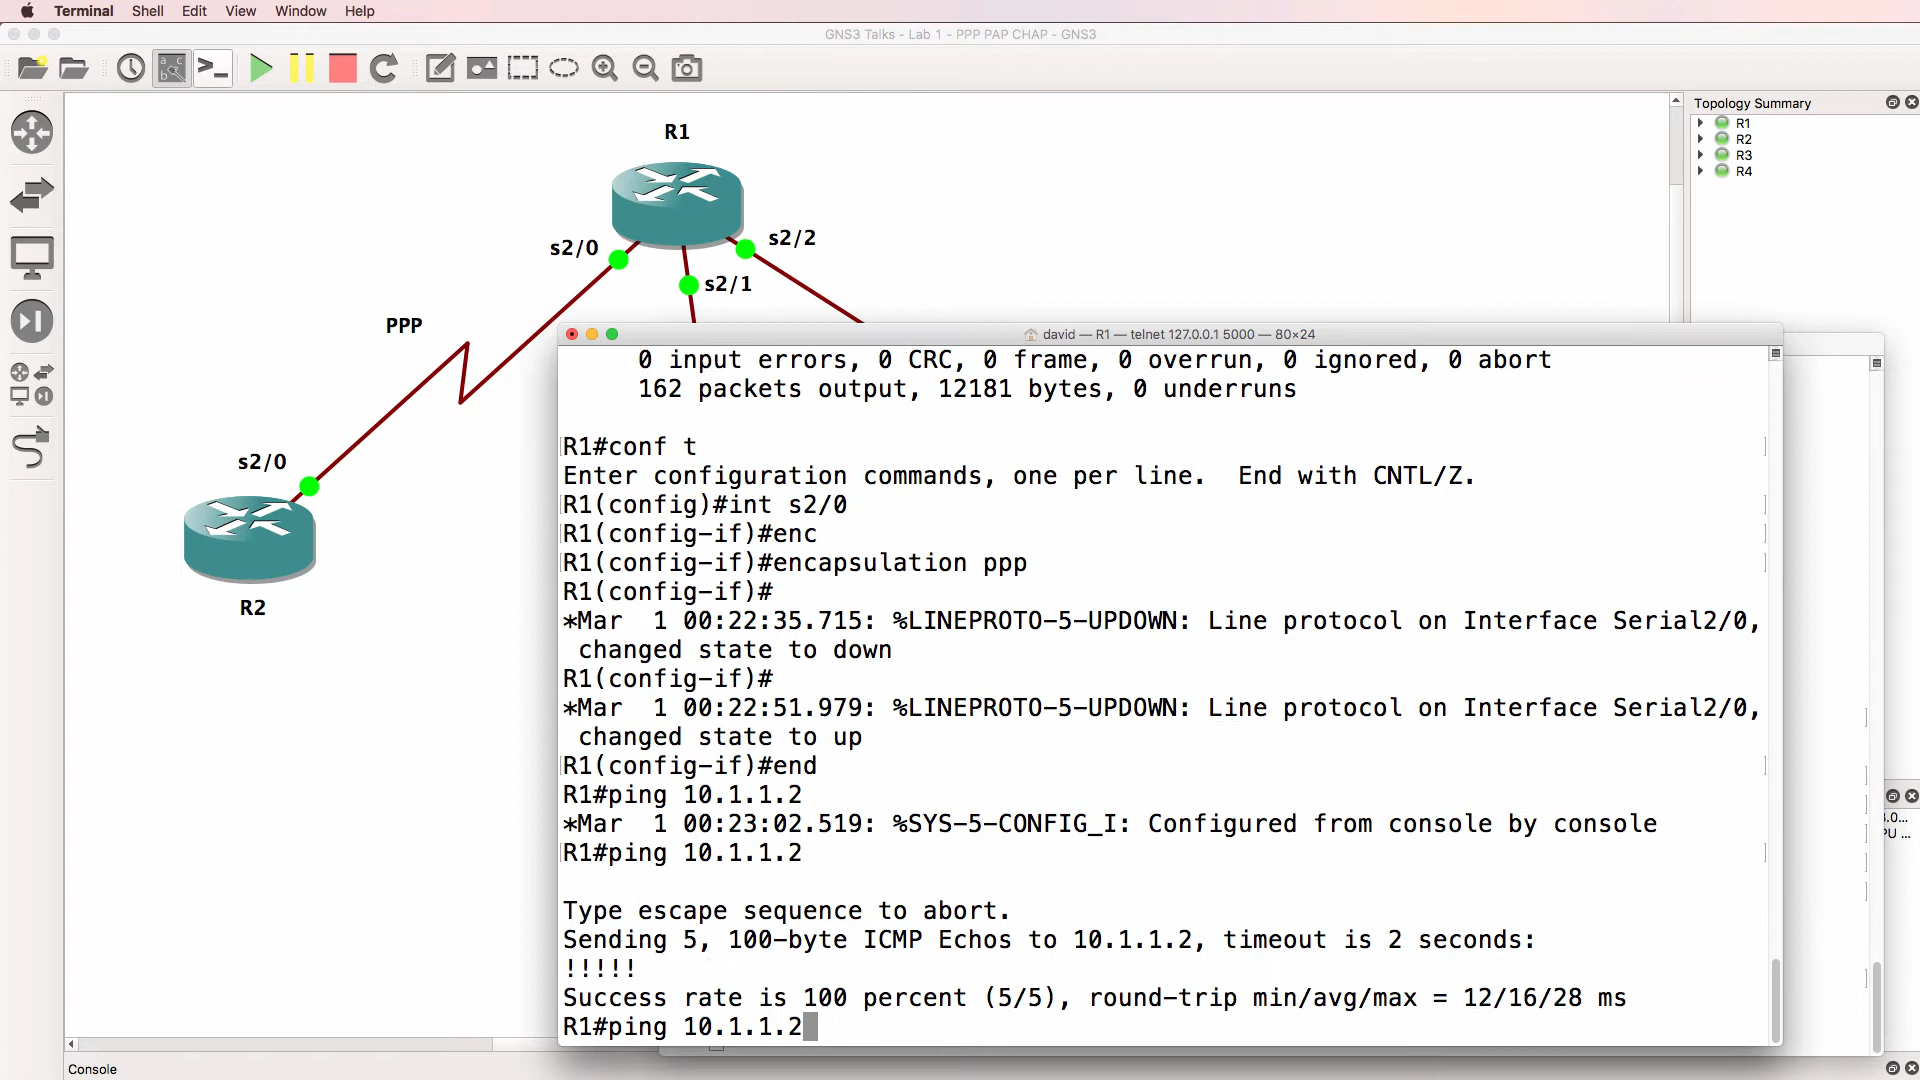 Terminal Shell Edit View Window Help
GNS3 Talks - Lab 1 - PPP PAP CHAP - GNS3
Topology Summary
R1
R2
R3
R4
R1
s2/0
s2/2
s2/1
PPP
s2/0
R2
david — R1 — telnet 127.0.0.1 5000 — 80×24
0 input errors, 0 CRC, 0 frame, 0 overrun, 0 ignored, 0 abort
162 packets output, 12181 bytes, 0 underruns
R1#conf t
Enter configuration commands, one per line.  End with CNTL/Z.
R1(config)#int s2/0
R1(config-if)#enc
R1(config-if)#encapsulation ppp
R1(config-if)#
*Mar  1 00:22:35.715: %LINEPROTO-5-UPDOWN: Line protocol on Interface Serial2/0,
changed state to down
R1(config-if)#
*Mar  1 00:22:51.979: %LINEPROTO-5-UPDOWN: Line protocol on Interface Serial2/0,
changed state to up
R1(config-if)#end
R1#ping 10.1.1.2
*Mar  1 00:23:02.519: %SYS-5-CONFIG_I: Configured from console by console
R1#ping 10.1.1.2
Type escape sequence to abort.
Sending 5, 100-byte ICMP Echos to 10.1.1.2, timeout is 2 seconds:
!!!!!
Success rate is 100 percent (5/5), round-trip min/avg/max = 12/16/28 ms
R1#ping 10.1.1.2
Console